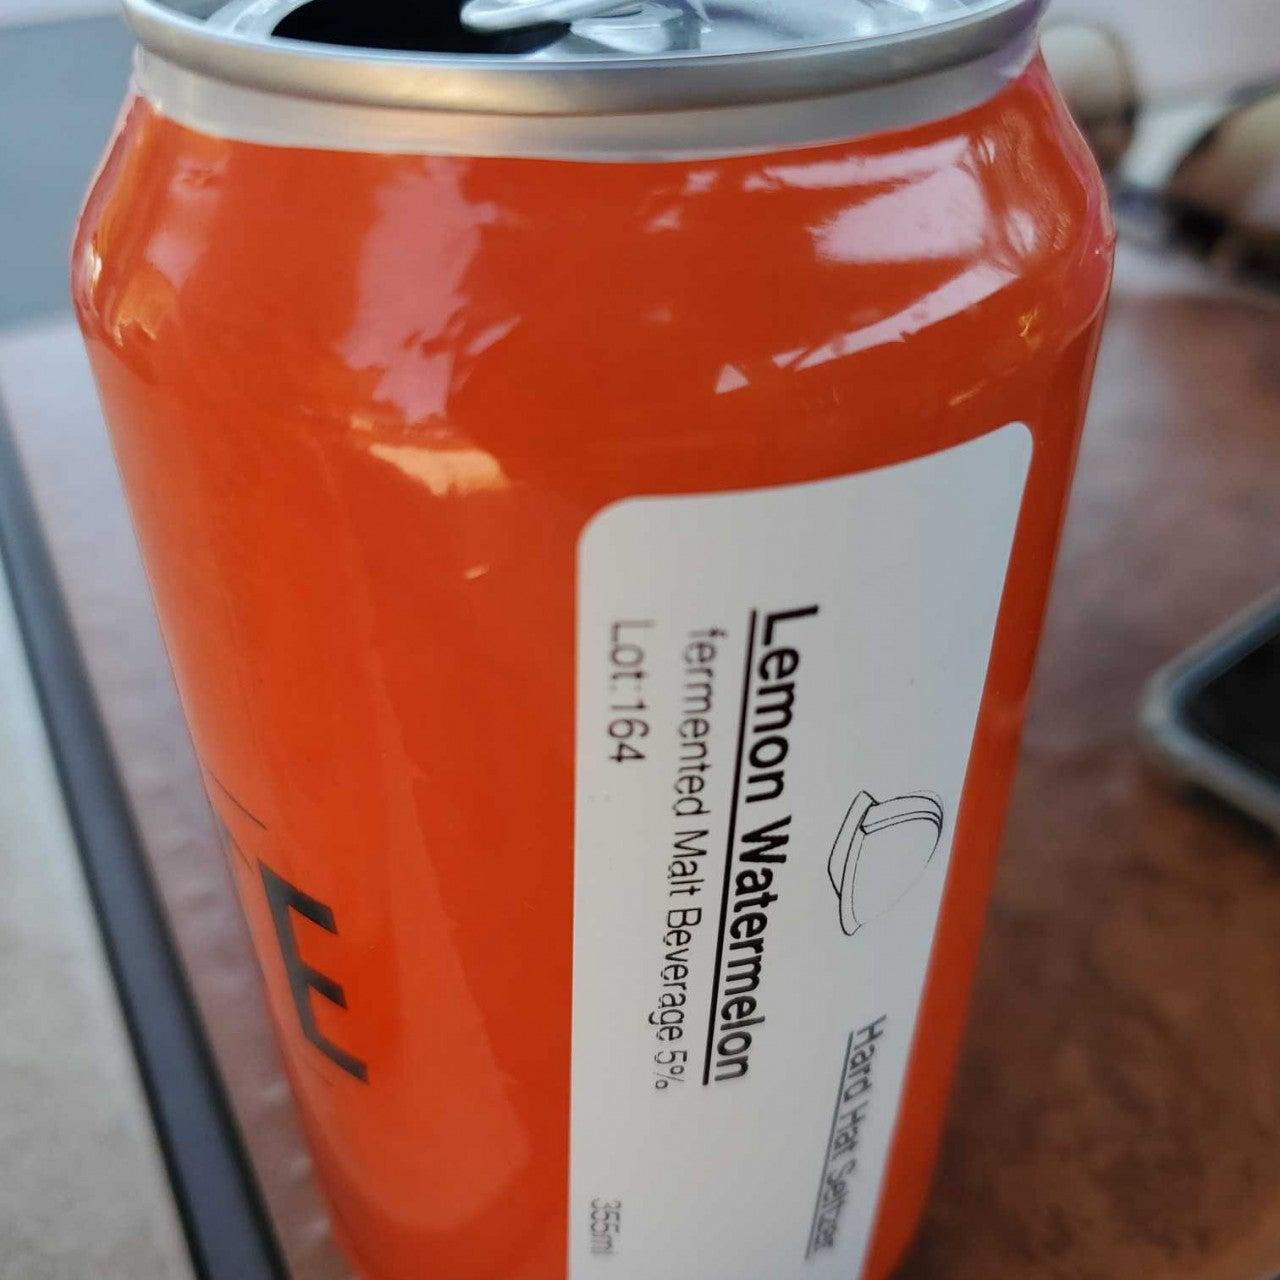 Hard Hat Seltzer
Lemon Watermelon
fermented Malt Beverage 5%
Lot:164
355ml
E